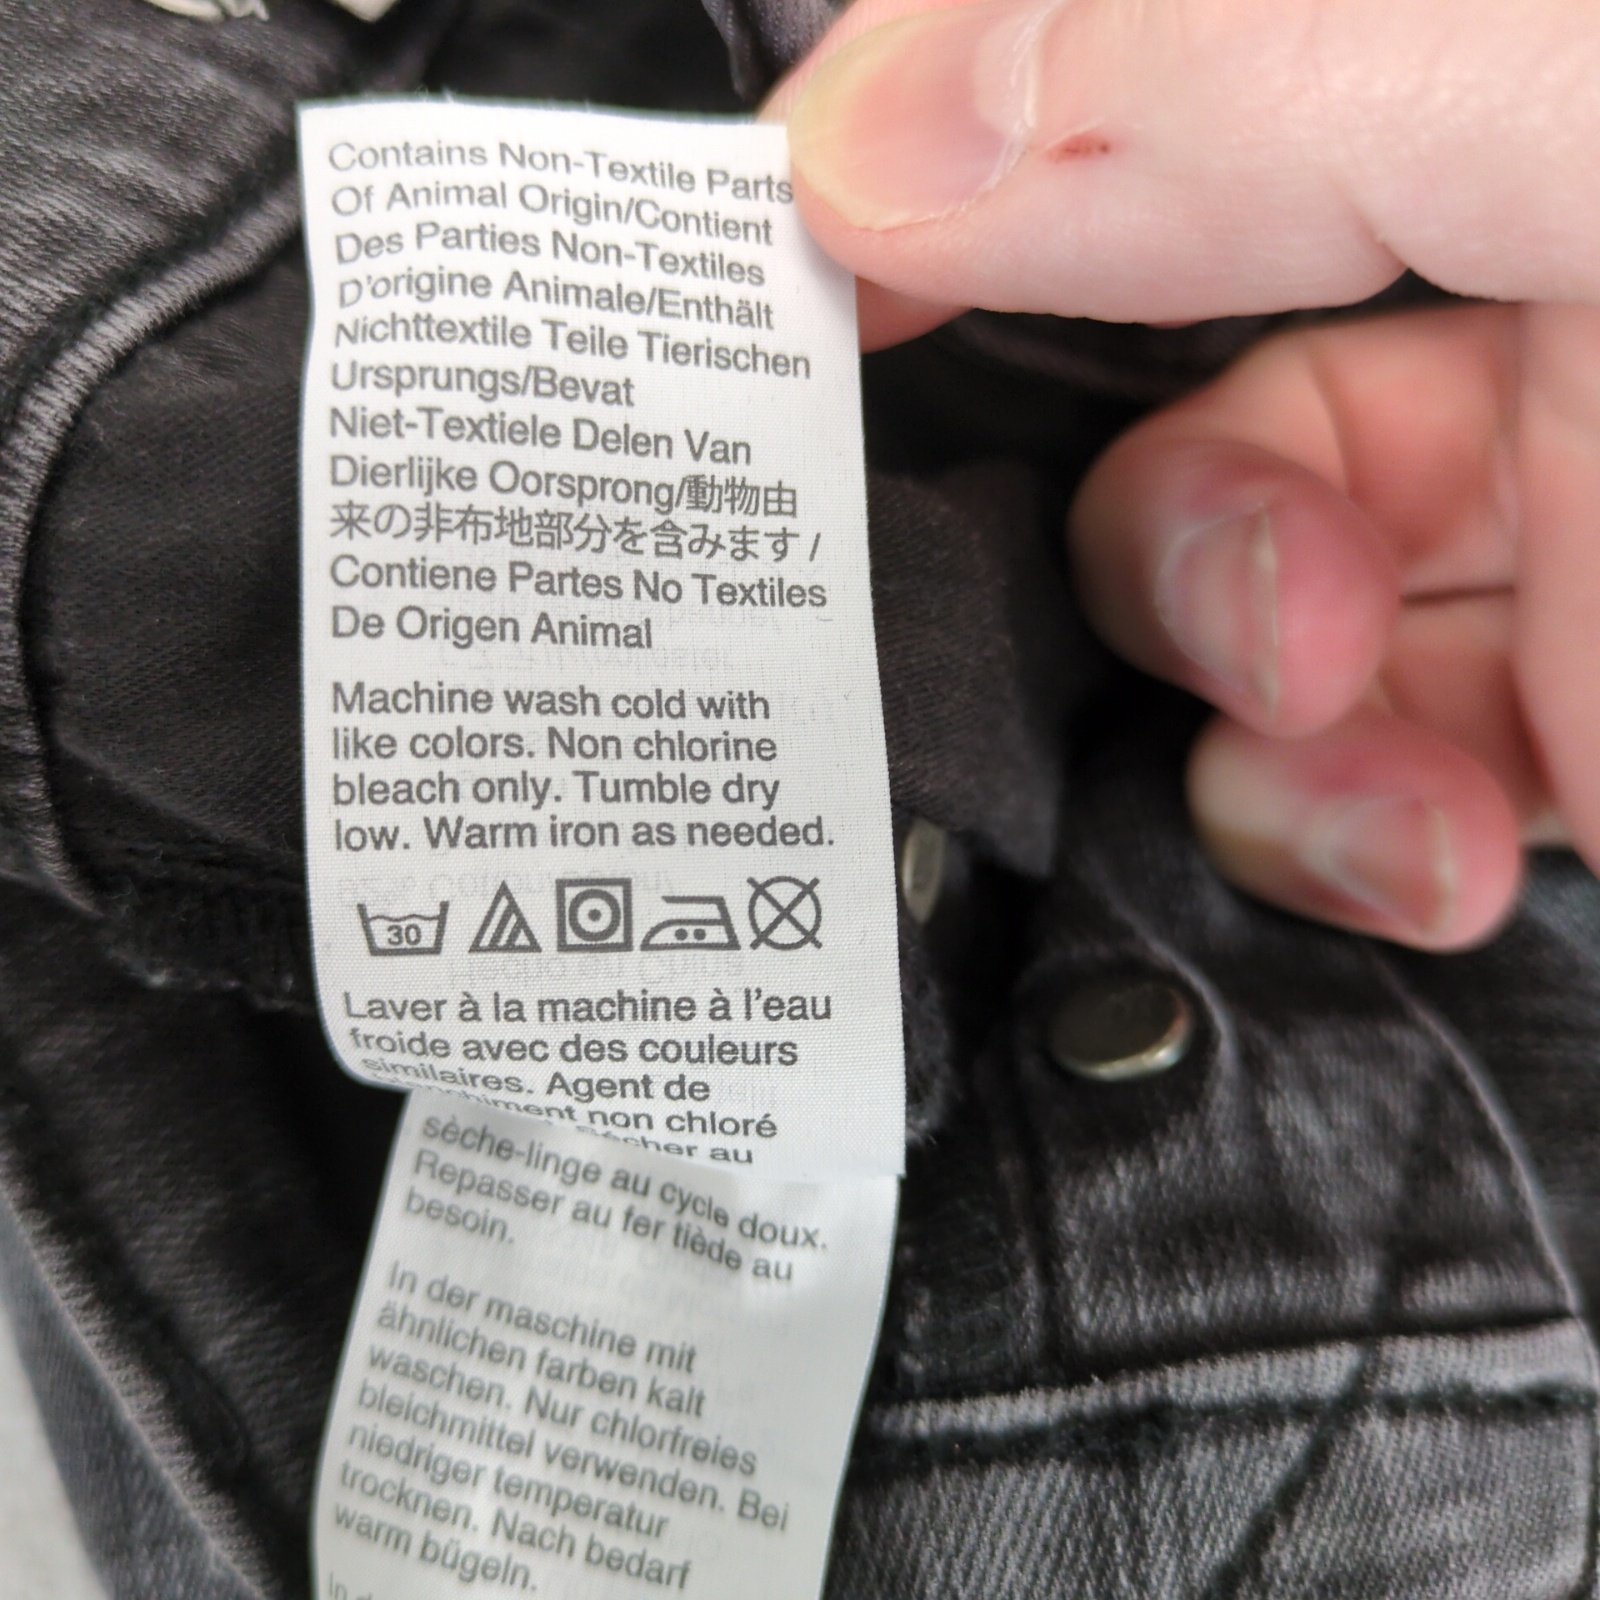 Contains Non-Textile Parts
Of Animal Origin/Contient
Des Parties Non-Textiles
D'origine Animale/Enthält
Nichttextile Teile Tierischen
Ursprungs/Bevat
Niet-Textiele Delen Van
Dierlijke Oorsprong/動物由
来の非布地部分を含みます /
Contiene Partes No Textiles
De Origen Animal
Machine wash cold with
like colors. Non chlorine
bleach only. Tumble dry
low. Warm iron as needed.
30
Laver à la machine à l'eau
froide avec des couleurs
similaires. Agent de
blanchiment non chloré
sécher au
sèche-linge au cycle doux.
Repasser au fer tiède au
besoin.
In der maschine mit
ähnlichen farben kalt
waschen. Nur chlorfreies
bleichmittel verwenden. Bei
niedriger temperatur
trocknen. Nach bedarf
warm bügeln.